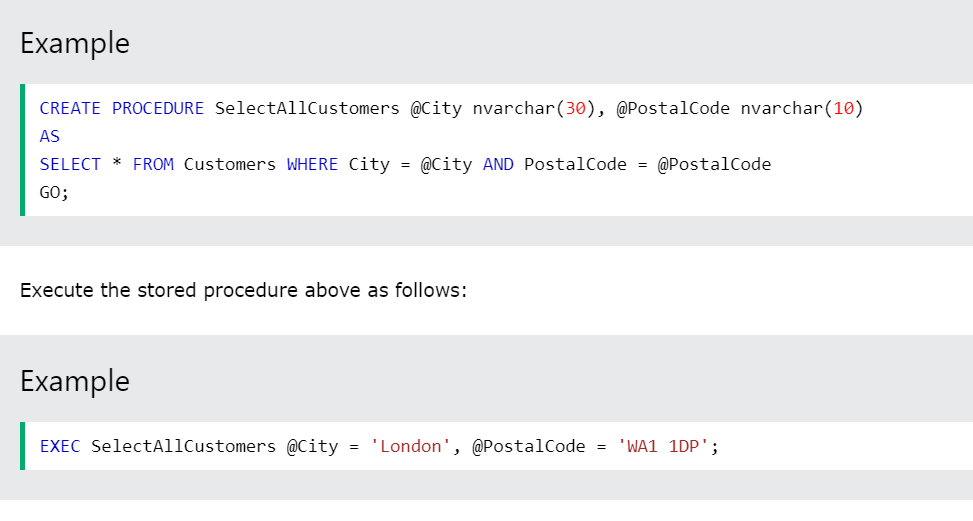 Example
CREATE PROCEDURE SelectAllCustomers @City nvarchar(30), @PostalCode nvarchar(10)
AS
SELECT * FROM Customers WHERE City = @City AND PostalCode = @PostalCode
GO;
Execute the stored procedure above as follows:
Example
EXEC SelectAllCustomers @City = 'London', @PostalCode = 'WA1 1DP';